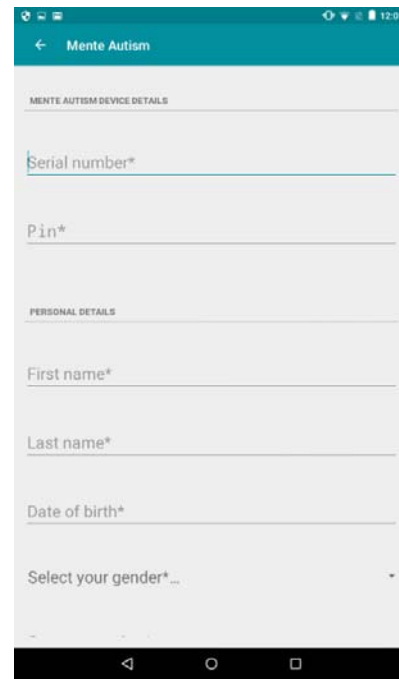 12:0
Mente Autism
MENTE AUTISM DEVICE DETAILS
Serial number*
Pin*
PERSONAL DETAILS
First name*
Last name*
Date of birth*
Select your gender*...